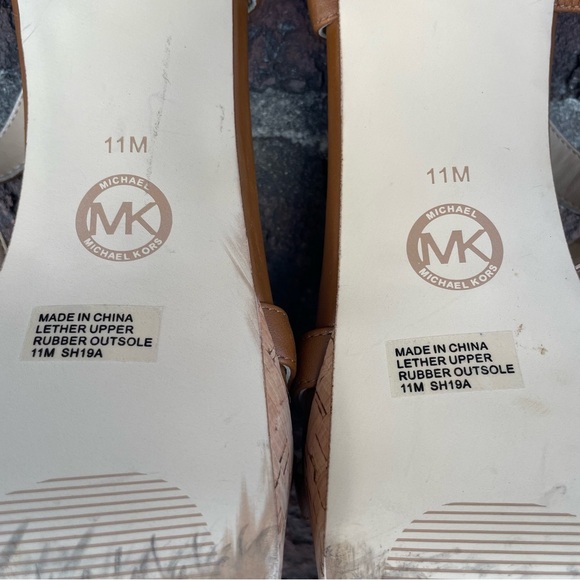 11M
MICHAEL
MK
MICHAEL KORS
MADE IN CHINA
LETHER UPPER
RUBBER OUTSOLE
11M SH19A
11M
MICHAEL
MK
MICHAEL KORS
MADE IN CHINA
LETHER UPPER
RUBBER OUTSOLE
11M SH19A